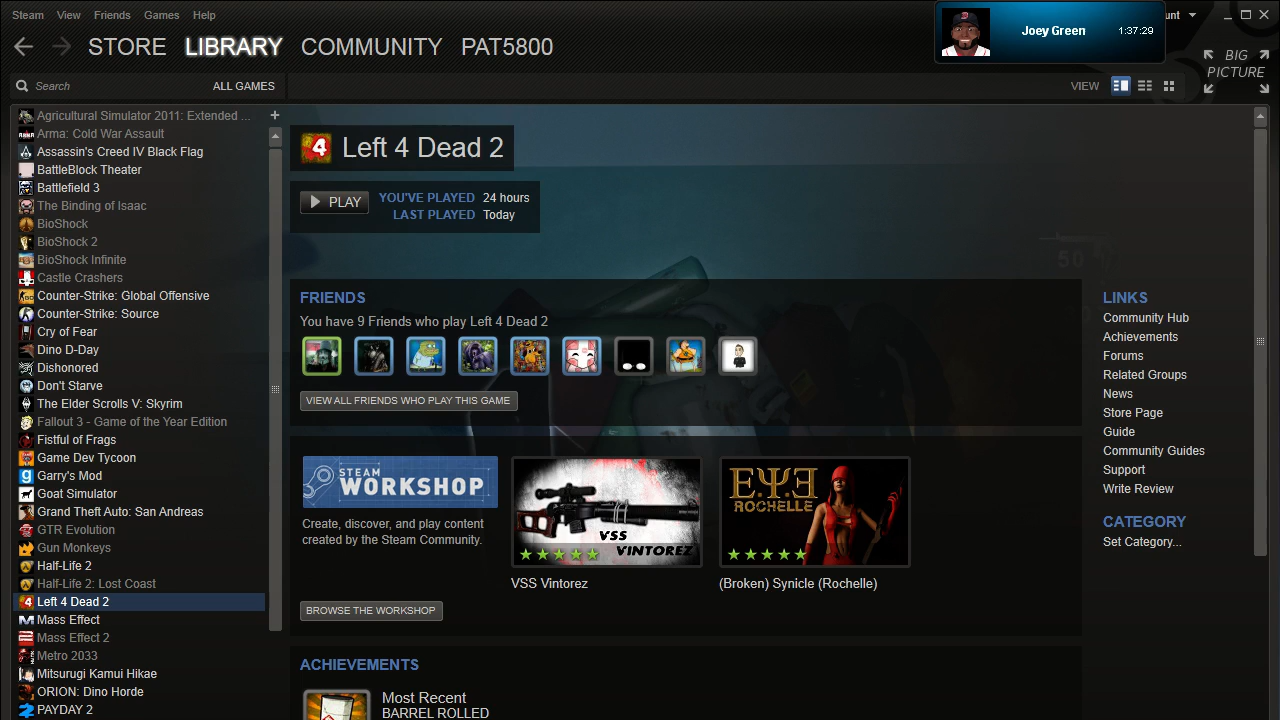 Steam View Friends Games Help
unt
Joey Green 1:37:29
STORE LIBRARY COMMUNITY PAT5800
BIG
PICTURE
Search ALL GAMES
VIEW
Agricultural Simulator 2011: Extended ...
Arma: Cold War Assault
Assassin's Creed IV Black Flag
BattleBlock Theater
Battlefield 3
The Binding of Isaac
BioShock
BioShock 2
BioShock Infinite
Castle Crashers
Counter-Strike: Global Offensive
Counter-Strike: Source
Cry of Fear
Dino D-Day
Dishonored
Don't Starve
The Elder Scrolls V: Skyrim
Fallout 3 - Game of the Year Edition
Fistful of Frags
Game Dev Tycoon
Garry's Mod
Goat Simulator
Grand Theft Auto: San Andreas
GTR Evolution
Gun Monkeys
Half-Life 2
Half-Life 2: Lost Coast
Left 4 Dead 2
Mass Effect
Mass Effect 2
Metro 2033
Mitsurugi Kamui Hikae
ORION: Dino Horde
PAYDAY 2
4 Left 4 Dead 2
PLAY
YOU'VE PLAYED 24 hours
LAST PLAYED Today
50
FRIENDS
You have 9 Friends who play Left 4 Dead 2
VIEW ALL FRIENDS WHO PLAY THIS GAME
STEAM
WORKSHOP
Create, discover, and play content
created by the Steam Community.
BROWSE THE WORKSHOP
VSS
VINTOREZ
VSS Vintorez
E.Ψ.Ǝ
ROCHELLE
(Broken) Synicle (Rochelle)
ACHIEVEMENTS
Most Recent
BARREL ROLLED
LINKS
Community Hub
Achievements
Forums
Related Groups
News
Store Page
Guide
Community Guides
Support
Write Review
CATEGORY
Set Category...